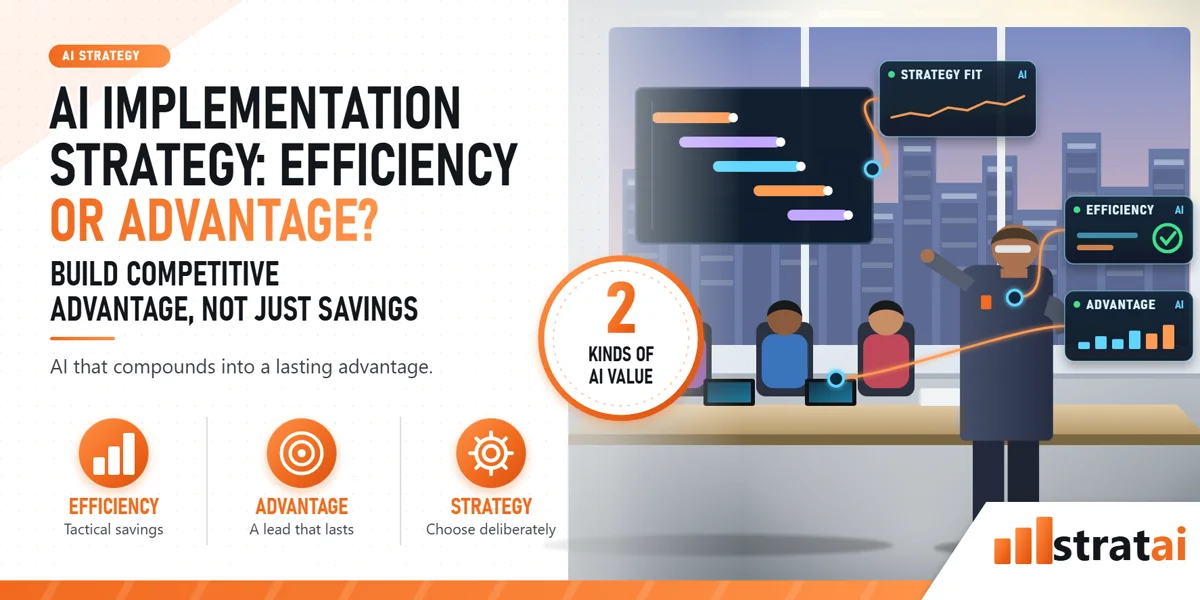 AI STRATEGY
AI IMPLEMENTATION
STRATEGY: EFFICIENCY
OR ADVANTAGE?
BUILD COMPETITIVE
ADVANTAGE, NOT JUST SAVINGS
AI that compounds into a lasting advantage.
EFFICIENCY
Tactical savings
ADVANTAGE
A lead that lasts
STRATEGY
Choose deliberately
2
KINDS OF
AI VALUE
STRATEGY FIT AI
EFFICIENCY AI
ADVANTAGE AI
stratai